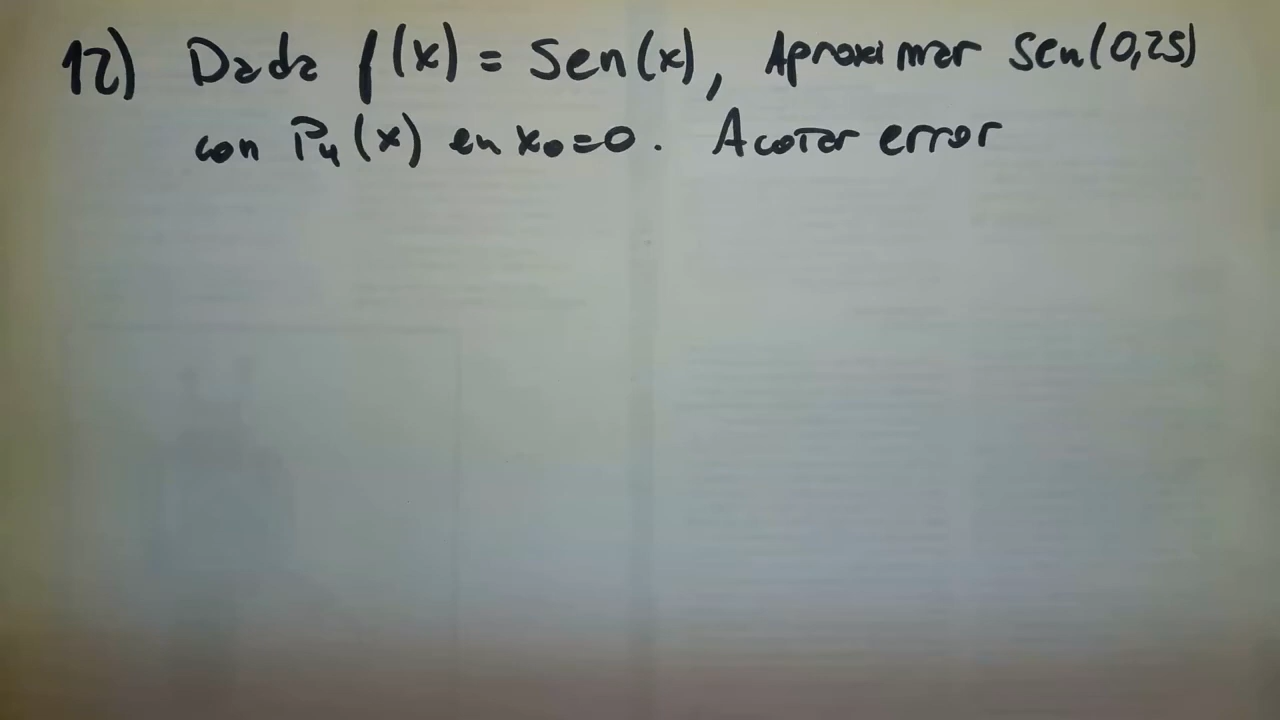 12) Dada f(x) = Sen(x), Aproximar Sen(0,25)
con P₄(x) en x₀=0. Acotar error